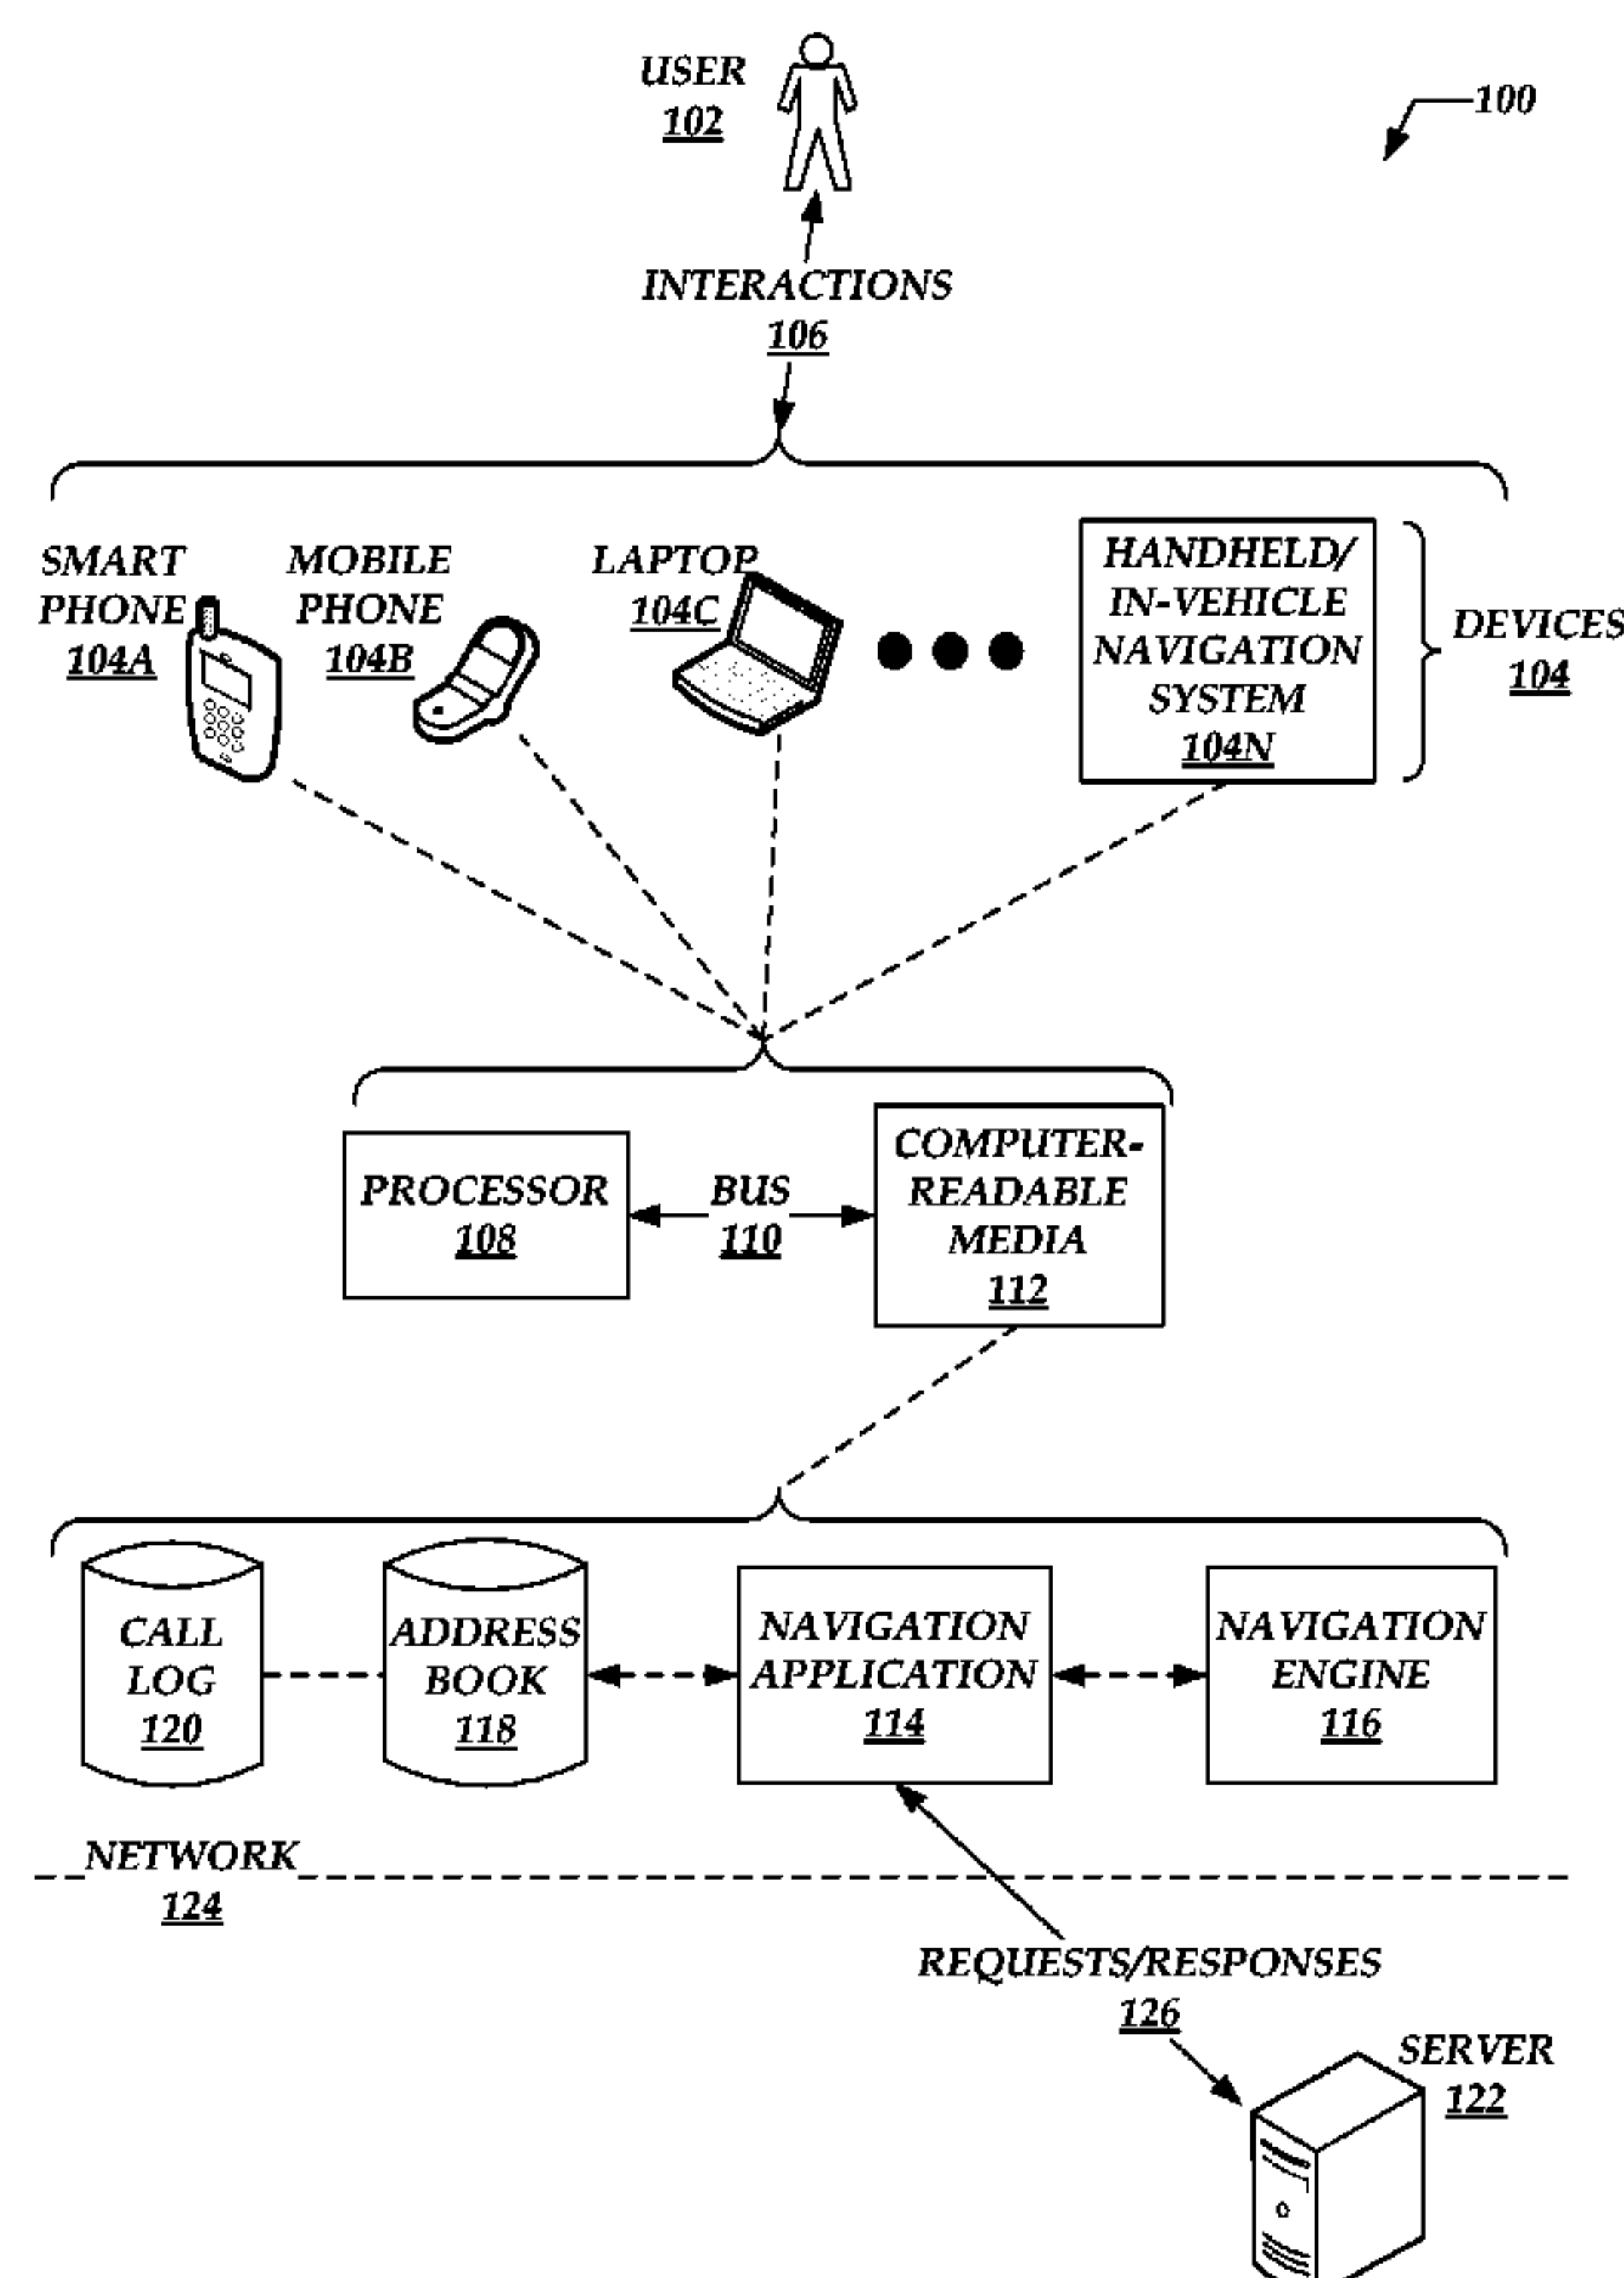 USER
102
100
INTERACTIONS
106
SMART
PHONE
104A
MOBILE
PHONE
104B
LAPTOP
104C
HANDHELD/
IN-VEHICLE
NAVIGATION
SYSTEM
104N
DEVICES
104
PROCESSOR
108
BUS
110
COMPUTER-
READABLE
MEDIA
112
CALL
LOG
120
ADDRESS
BOOK
118
NAVIGATION
APPLICATION
114
NAVIGATION
ENGINE
116
NETWORK
124
REQUESTS/RESPONSES
126
SERVER
122